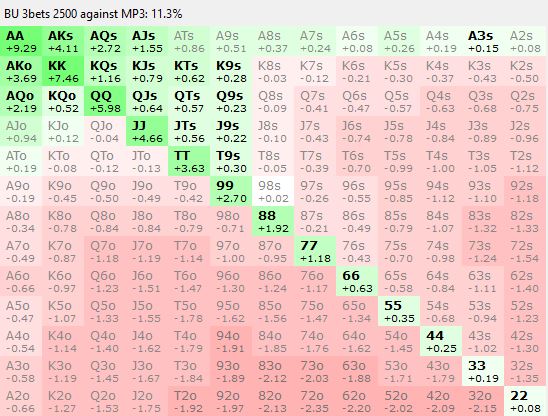 BU 3bets 2500 against MP3: 11.3%
AA AKs AQs AJs ATs A9s A8s A7s A6s A5s A4s A3s A2s
+9.29 +4.11 +2.72 +1.55 +0.86 +0.51 +0.37 +0.24 +0.08 +0.26 +0.19 +0.15 +0.08
AKo KK KQs KJs KTs K9s K8s K7s K6s K5s K4s K3s K2s
+3.69 +7.46 +1.16 +0.79 +0.62 +0.28 -0.03 -0.12 -0.21 -0.30 -0.37 -0.43 -0.50
AQo KQo QQ QJs QTs Q9s Q8s Q7s Q6s Q5s Q4s Q3s Q2s
+2.19 +0.52 +5.98 +0.64 +0.57 +0.23 -0.09 -0.41 -0.47 -0.57 -0.63 -0.68 -0.75
AJo KJo QJo JJ JTs J9s J8s J7s J6s J5s J4s J3s J2s
+0.94 +0.12 -0.04 +4.66 +0.56 +0.22 -0.10 -0.43 -0.74 -0.78 -0.84 -0.89 -0.96
ATo KTo QTo JTo TT T9s T8s T7s T6s T5s T4s T3s T2s
+0.19 -0.08 -0.12 -0.13 +3.63 +0.30 -0.05 -0.39 -0.70 -0.99 -1.00 -1.05 -1.12
A9o K9o Q9o J9o T9o 99 98s 97s 96s 95s 94s 93s 92s
-0.19 -0.45 -0.50 -0.49 -0.42 +2.70 +0.02 -0.26 -0.55 -0.85 -1.12 -1.10 -1.18
A8o K8o Q8o J8o T8o 98o 88 87s 86s 85s 84s 83s 82s
-0.34 -0.78 -0.84 -0.84 -0.78 -0.71 +1.92 -0.21 -0.49 -0.79 -1.07 -1.32 -1.33
A7o K7o Q7o J7o T7o 97o 87o 77 76s 75s 74s 73s 72s
-0.49 -0.87 -1.18 -1.19 -1.14 -1.00 -0.95 +1.18 -0.43 -0.70 -0.98 -1.24 -1.54
A6o K6o Q6o J6o T6o 96o 86o 76o 66 65s 64s 63s 62s
-0.66 -0.97 -1.23 -1.51 -1.47 -1.30 -1.24 -1.17 +0.63 -0.58 -0.84 -1.11 -1.40
A5o K5o Q5o J5o T5o 95o 85o 75o 65o 55 54s 53s 52s
-0.47 -1.07 -1.33 -1.55 -1.78 -1.62 -1.56 -1.47 -1.34 +0.35 -0.68 -0.94 -1.23
A4o K4o Q4o J4o T4o 94o 84o 74o 64o 54o 44 43s 42s
-0.54 -1.14 -1.40 -1.62 -1.79 -1.91 -1.85 -1.76 -1.62 -1.45 +0.25 -1.02 -1.30
A3o K3o Q3o J3o T3o 93o 83o 73o 63o 53o 43o 33 32s
-0.58 -1.19 -1.45 -1.67 -1.84 -1.89 -2.12 -2.03 -1.88 -1.71 -1.79 +0.19 -1.35
A2o K2o Q2o J2o T2o 92o 82o 72o 62o 52o 42o 32o 22
-0.66 -1.27 -1.53 -1.75 -1.92 -1.97 -2.13 -2.35 -2.20 -2.02 -2.09 -2.15 +0.08